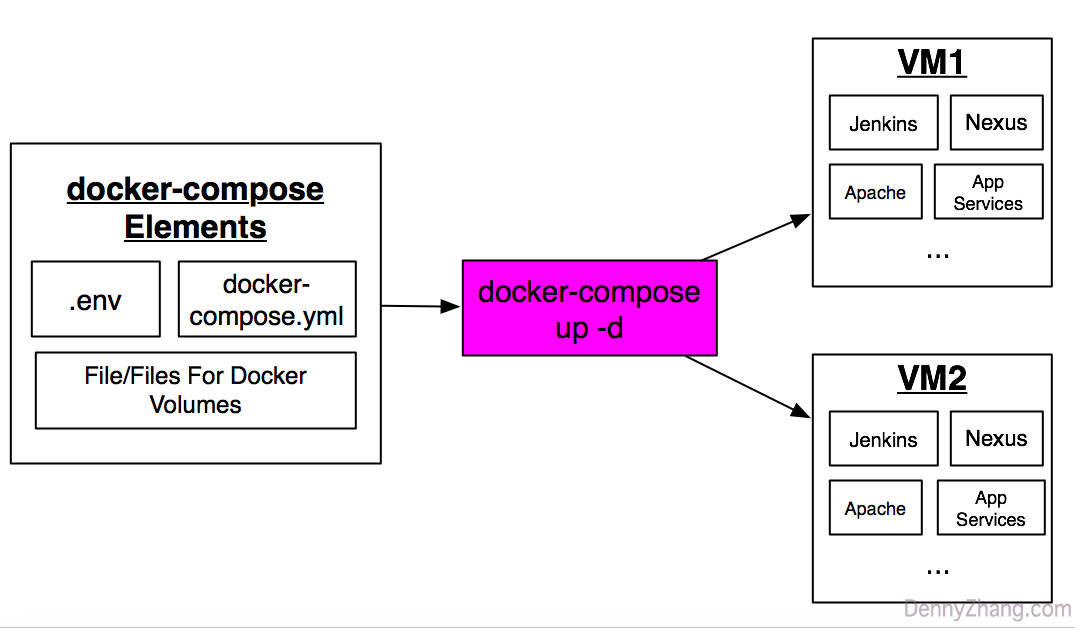 docker-compose
Elements
.env
docker-
compose.yml
File/Files For Docker
Volumes
docker-compose
up -d
VM1
Jenkins
Nexus
Apache
App
Services
...
VM2
Jenkins
Nexus
Apache
App
Services
...
DennyZhang.com